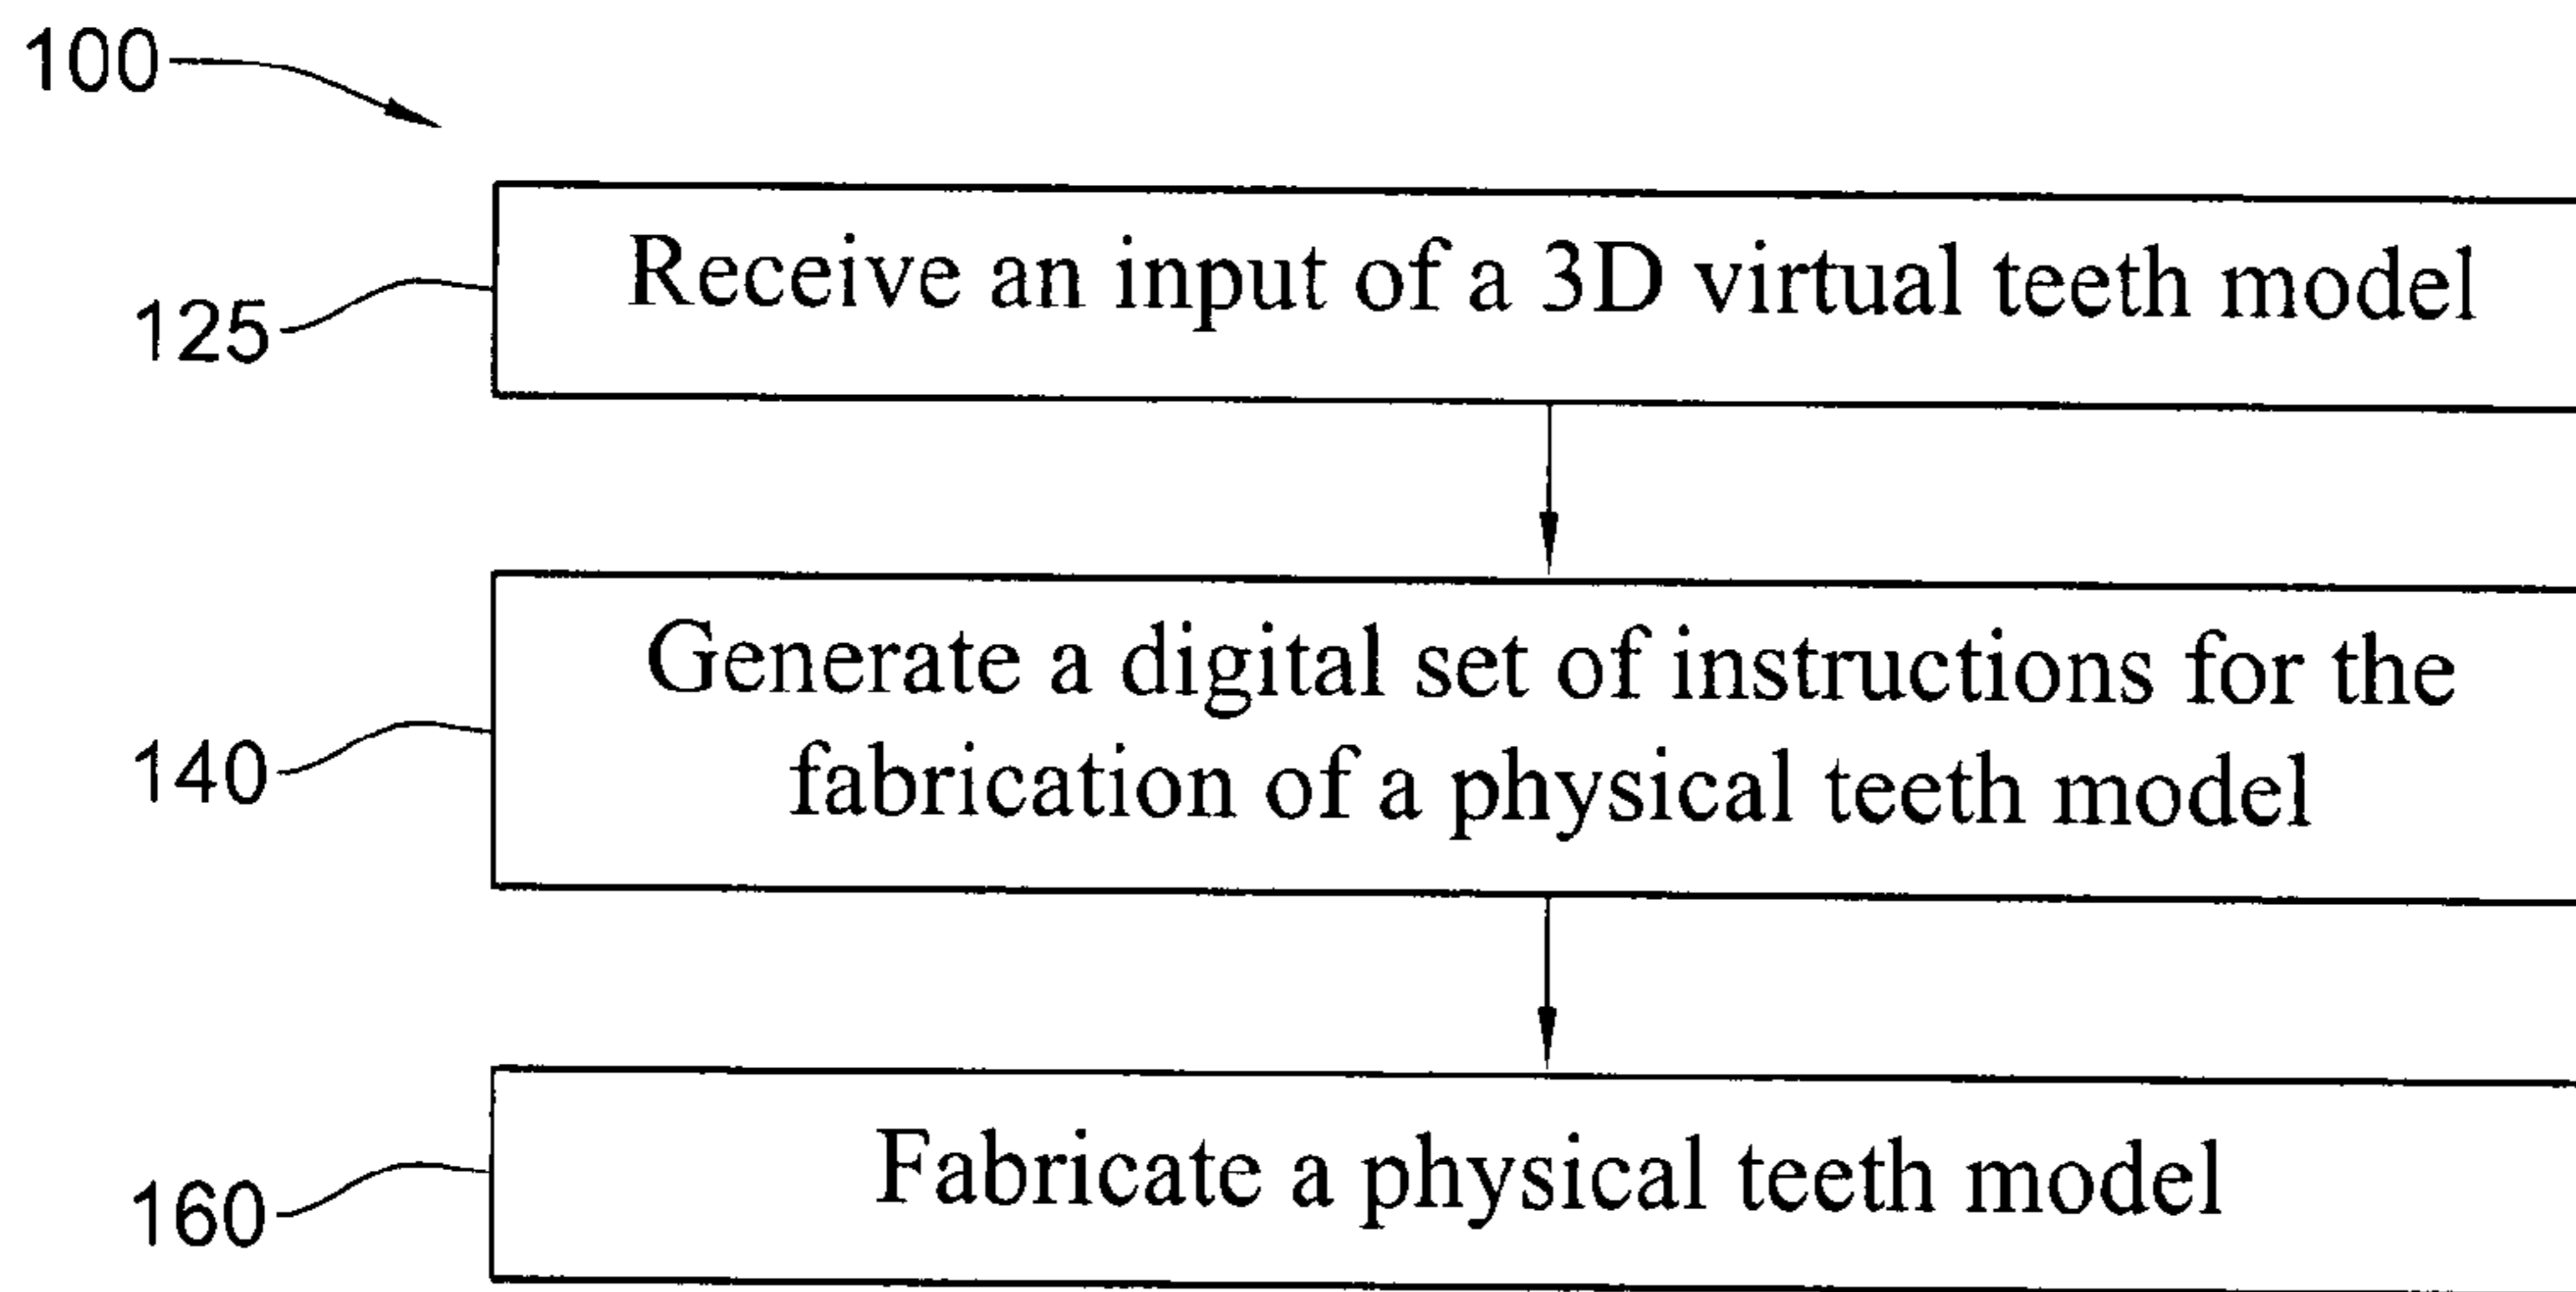 100
125
Receive an input of a 3D virtual teeth model
140
Generate a digital set of instructions for the
fabrication of a physical teeth model
160
Fabricate a physical teeth model